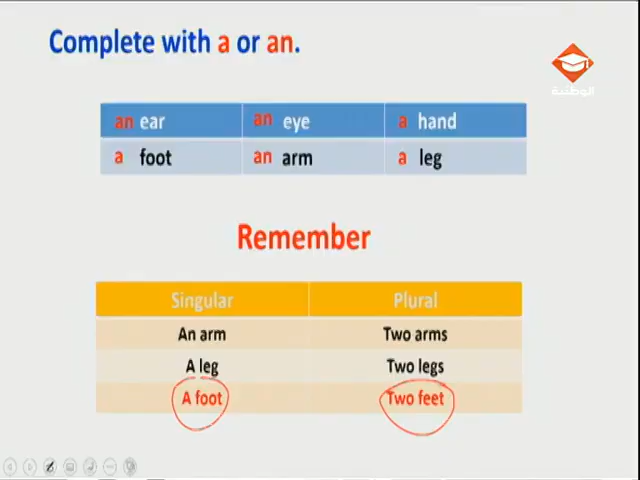 Complete with a or an.
الوطنية
an ear an eye a hand
a foot an arm a leg
Remember
Singular Plural
An arm Two arms
A leg Two legs
A foot Two feet